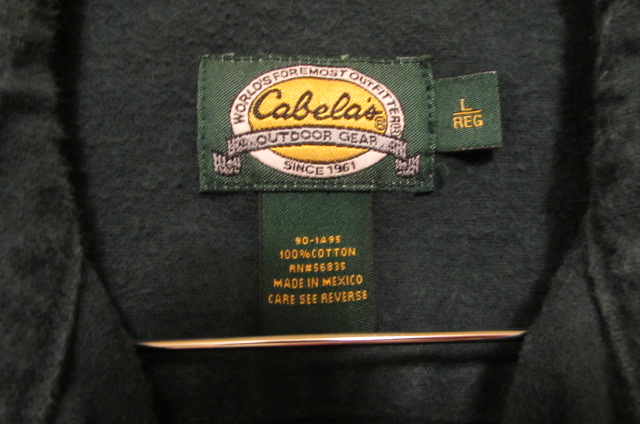 WORLD'S FOREMOST OUTFITTER®
Cabela's®
OUTDOOR GEAR
SINCE 1961
L
REG
90-1495
100% COTTON
RN#56835
MADE IN MEXICO
CARE SEE REVERSE